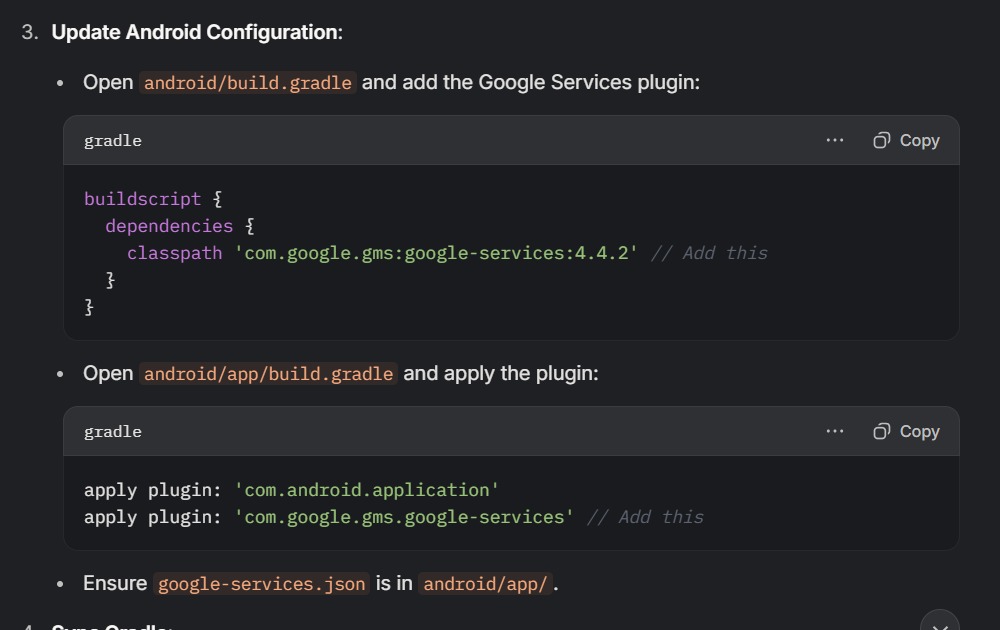 3. Update Android Configuration:
• Open android/build.gradle and add the Google Services plugin:
gradle ··· Copy
buildscript {
  dependencies {
    classpath 'com.google.gms:google-services:4.4.2' // Add this
  }
}
• Open android/app/build.gradle and apply the plugin:
gradle ··· Copy
apply plugin: 'com.android.application'
apply plugin: 'com.google.gms.google-services' // Add this
• Ensure google-services.json is in android/app/.
4. Sync Gradle: